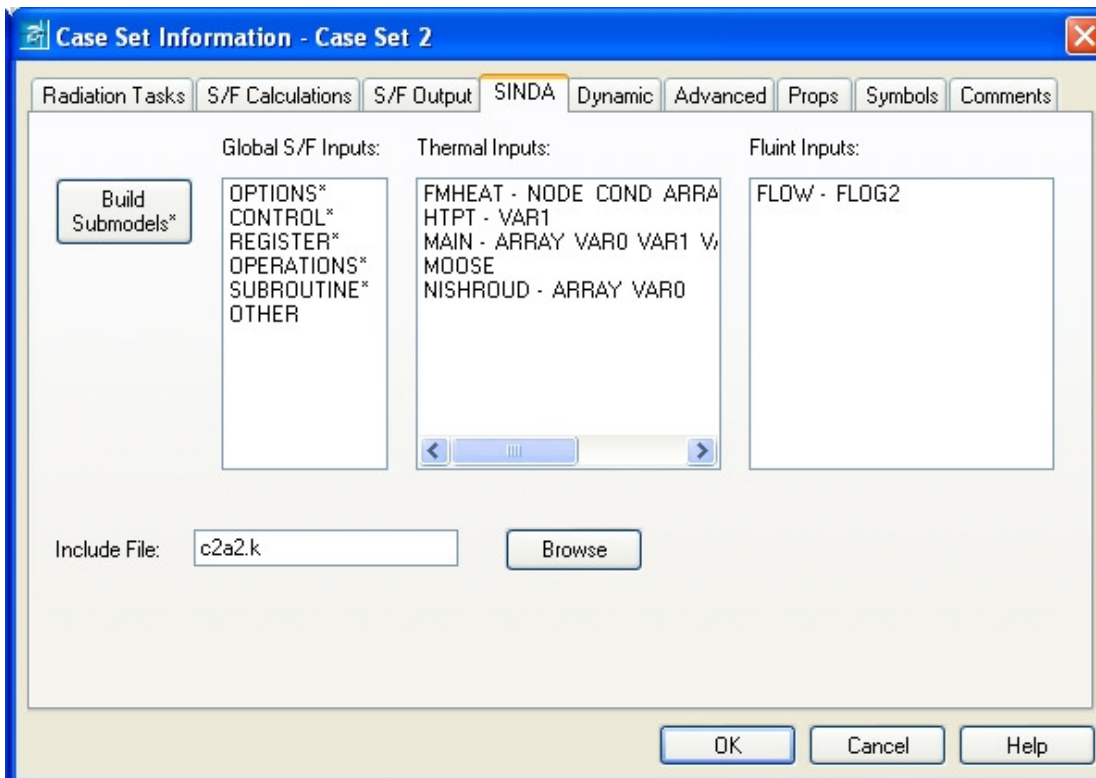 Case Set Information - Case Set 2
Radiation Tasks S/F Calculations S/F Output SINDA Dynamic Advanced Props Symbols Comments
Global S/F Inputs: Thermal Inputs: Fluint Inputs:
Build
Submodels*
OPTIONS*
CONTROL*
REGISTER*
OPERATIONS*
SUBROUTINE*
OTHER
FMHEAT - NODE COND ARRA
HTPT - VAR1
MAIN - ARRAY VAR0 VAR1 VA
MOOSE
NISHROUD - ARRAY VAR0
FLOW - FLOG2
Include File: c2a2.k Browse
OK Cancel Help